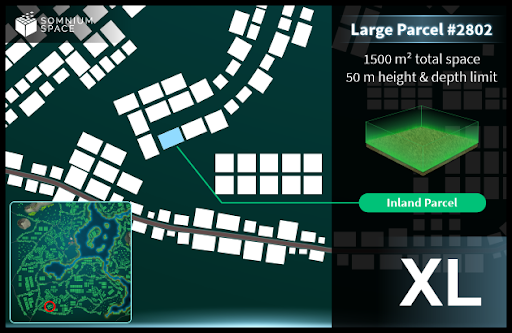 SOMNIUM
SPACE
Large Parcel #2802
1500 m² total space
50 m height & depth limit
Inland Parcel
XL